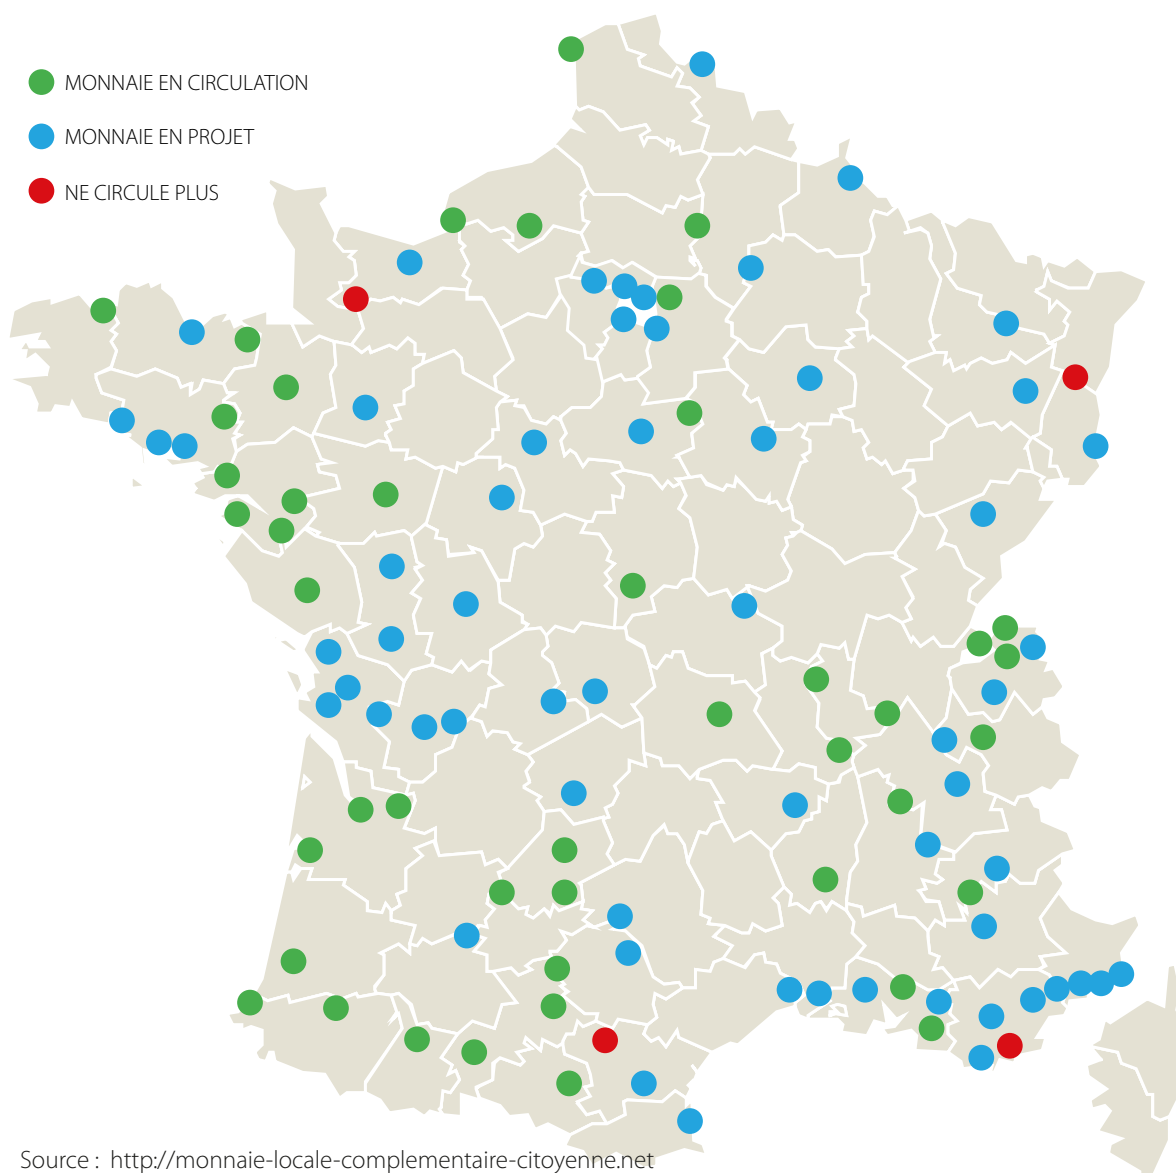 MONNAIE EN CIRCULATION
MONNAIE EN PROJET
NE CIRCULE PLUS
Source : http://monnaie-locale-complementaire-citoyenne.net